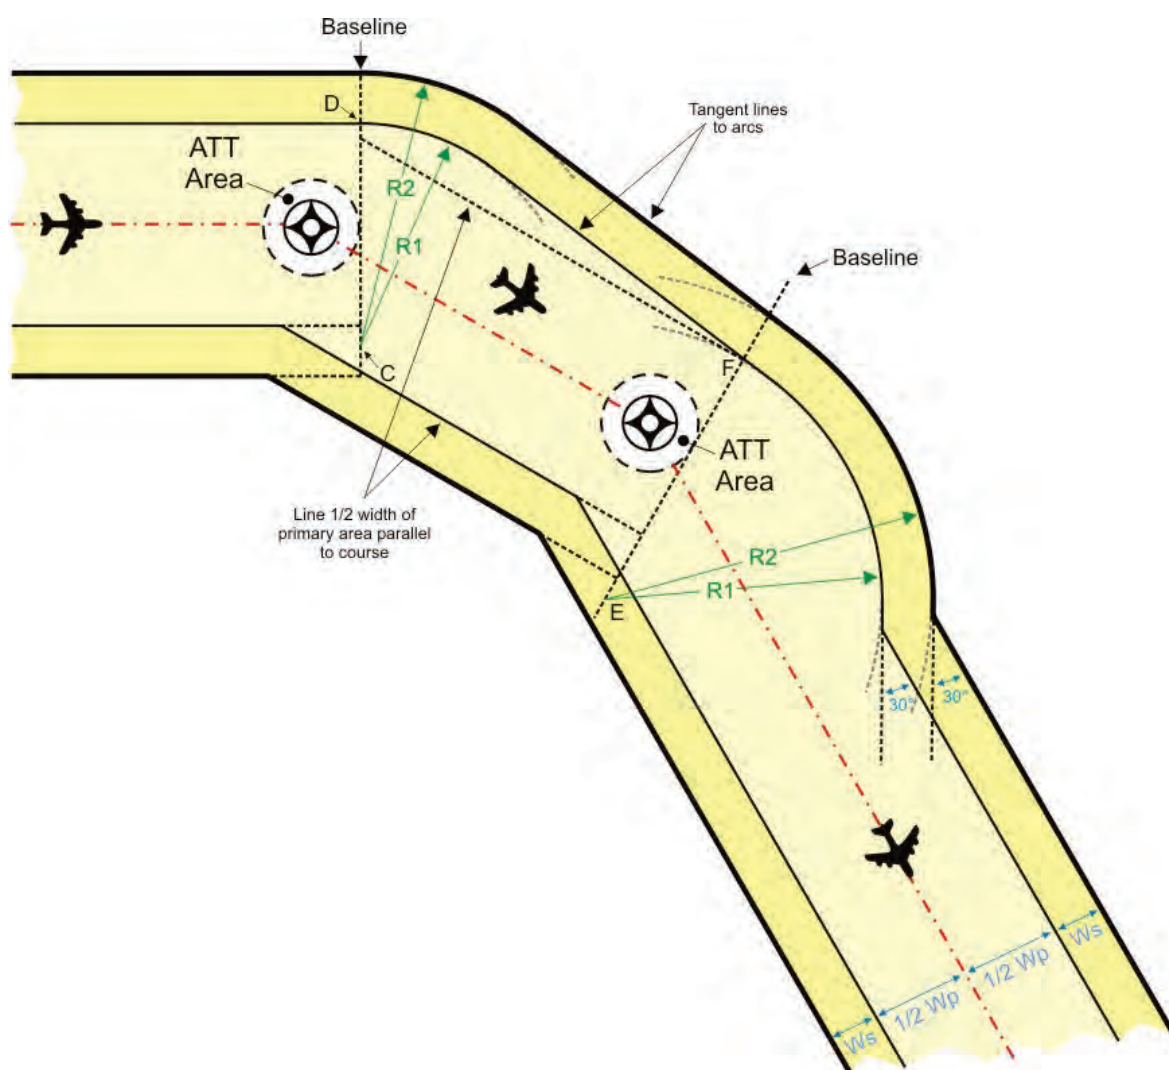 Baseline
D
Tangent lines
to arcs
ATT
Area
R2
R1
Baseline
C
F
ATT
Area
Line 1/2 width of
primary area parallel
to course
R2
R1
E
30°
30°
Ws
1/2 Wp
1/2 Wp
Ws